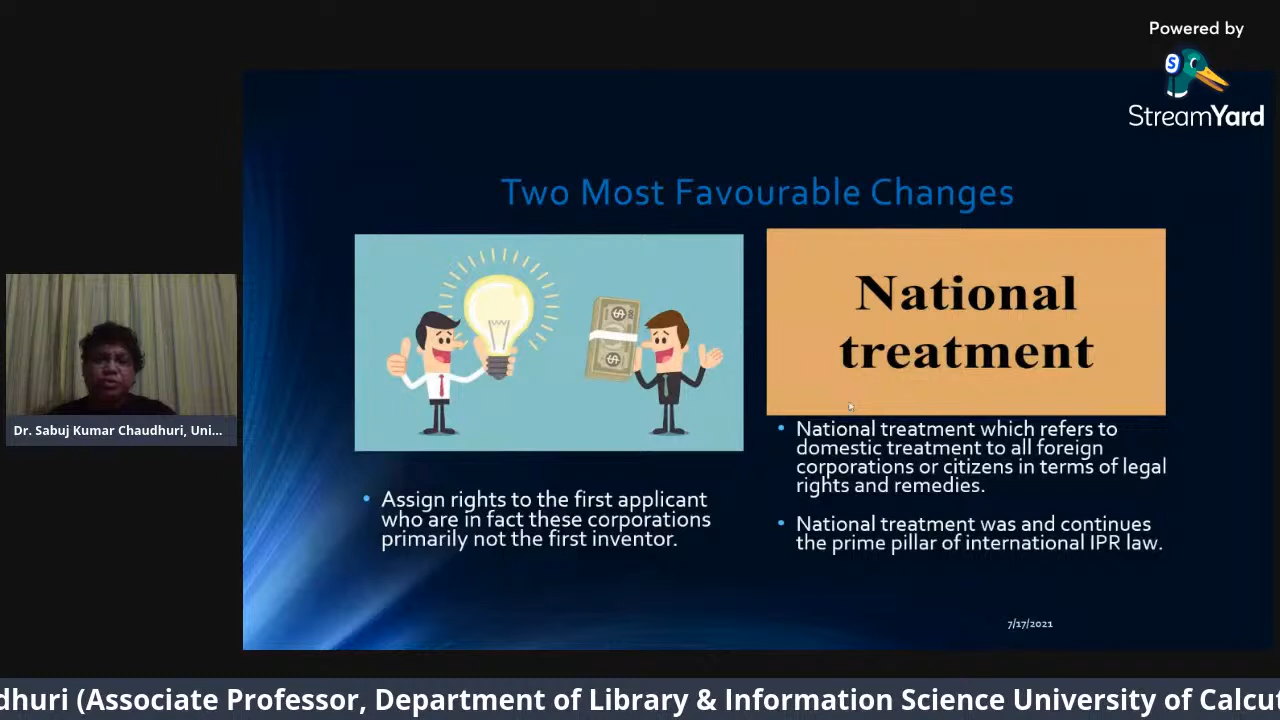 Powered by
StreamYard
Two Most Favourable Changes
National
treatment
• National treatment which refers to
domestic treatment to all foreign
corporations or citizens in terms of legal
rights and remedies.
• National treatment was and continues
the prime pillar of international IPR law.
• Assign rights to the first applicant
who are in fact these corporations
primarily not the first inventor.
7/17/2021
Dr. Sabuj Kumar Chaudhuri, Uni...
dhuri (Associate Professor, Department of Library & Information Science University of Calcu